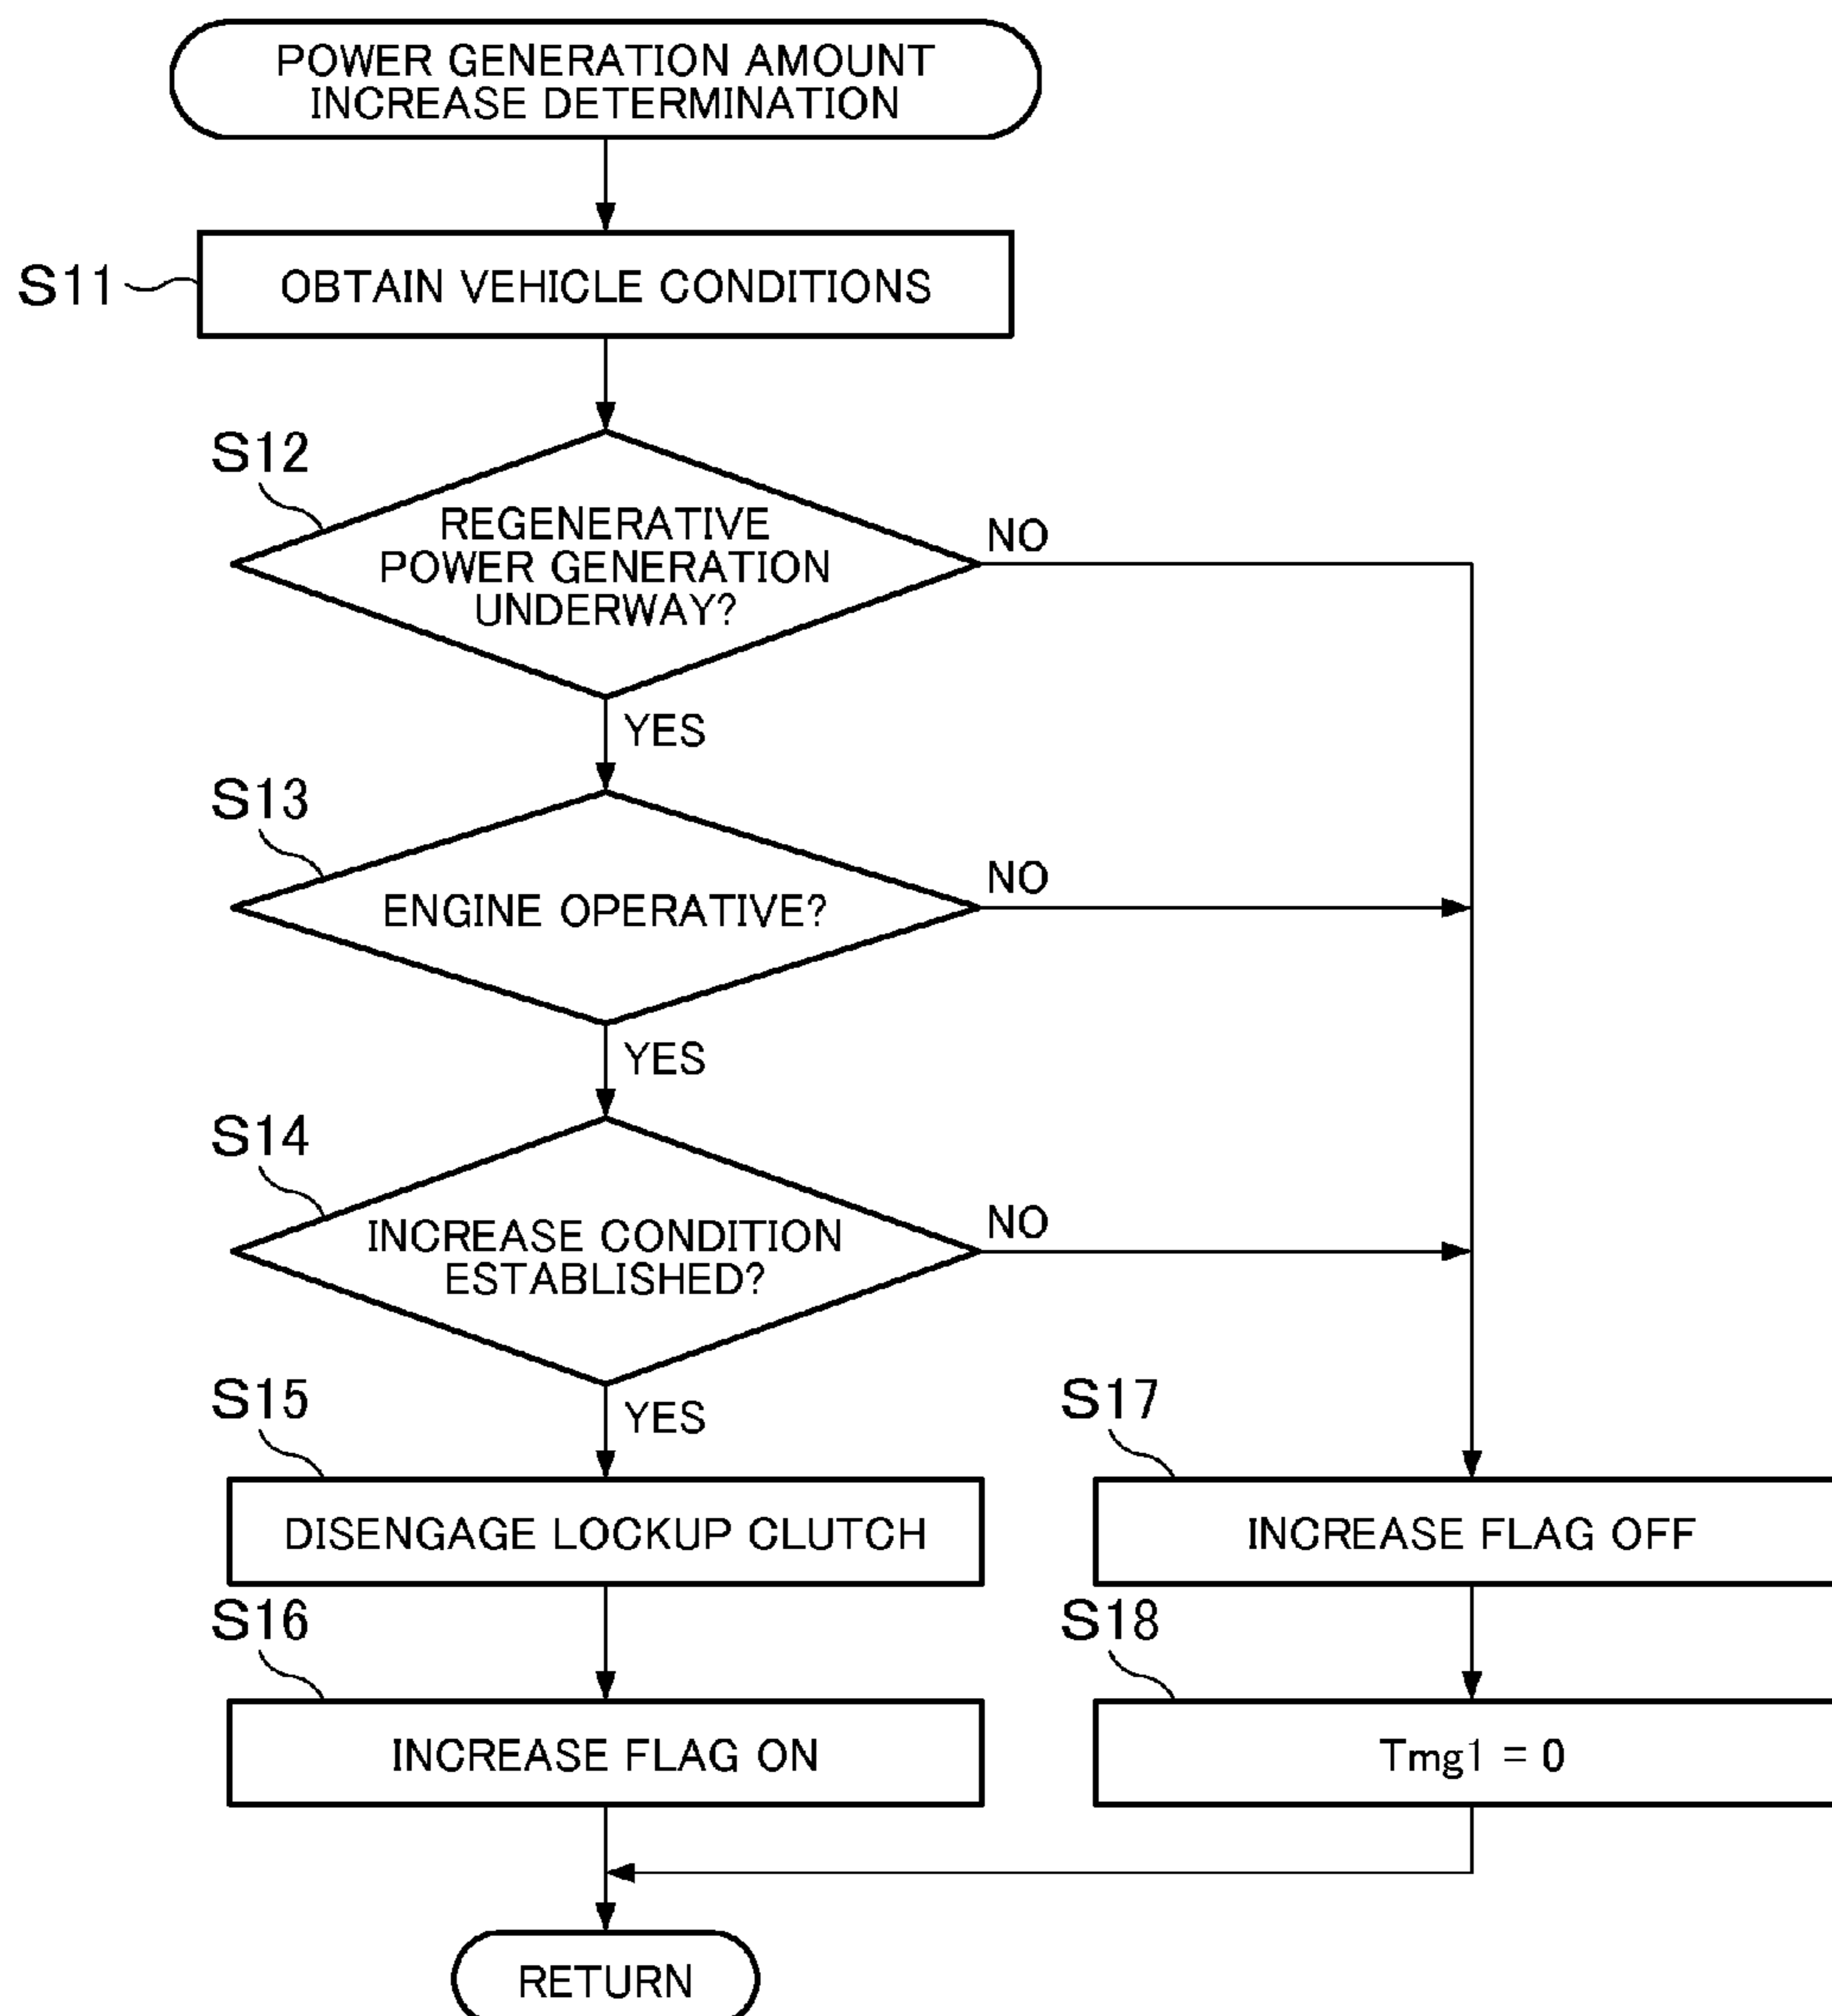 POWER GENERATION AMOUNT
INCREASE DETERMINATION
S11
OBTAIN VEHICLE CONDITIONS
S12
REGENERATIVE
POWER GENERATION
UNDERWAY?
NO
YES
S13
ENGINE OPERATIVE?
NO
YES
S14
INCREASE CONDITION
ESTABLISHED?
NO
YES
S15
DISENGAGE LOCKUP CLUTCH
S17
INCREASE FLAG OFF
S16
INCREASE FLAG ON
S18
Tmg1 = 0
RETURN